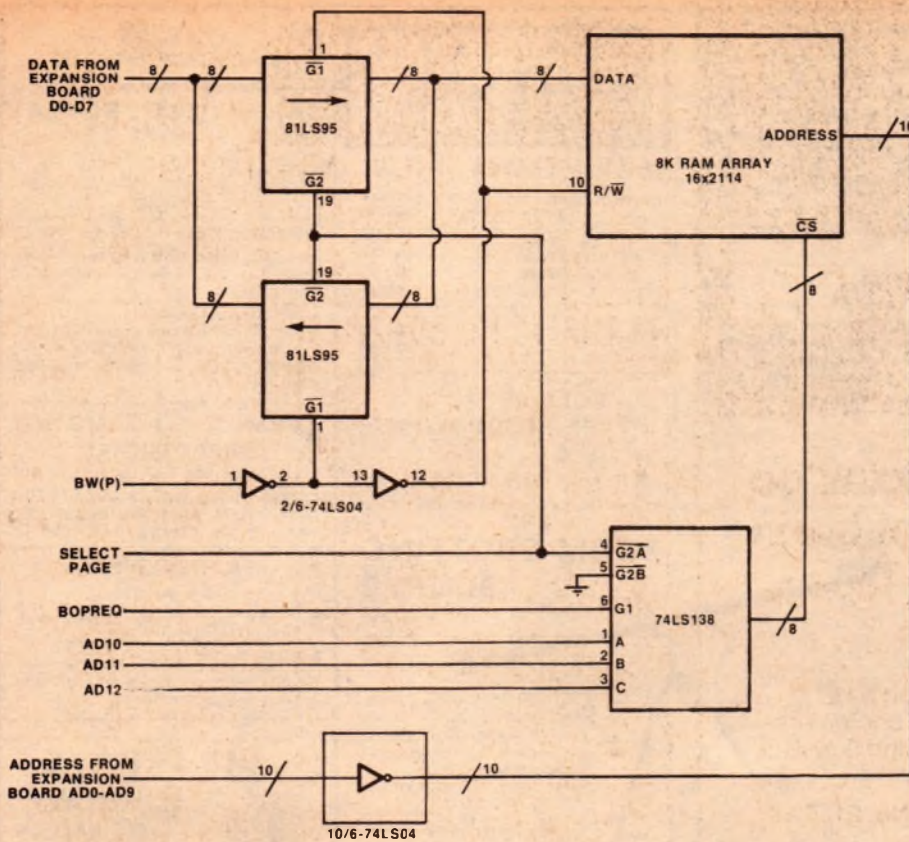 DATA FROM
EXPANSION
BOARD
D0-D7
8
8
1
G1
81LS95
G2
19
8
8
DATA
ADDRESS
8K RAM ARRAY
16x2114
10
R/W
CS
10
8
19
G2
81LS95
G1
1
8
8
BW(P)
1
2
13
12
2/6-74LS04
SELECT
PAGE
4
G2A
5
G2B
BOPREQ
6
G1
74LS138
8
AD10
1
A
AD11
2
B
AD12
3
C
ADDRESS FROM
EXPANSION
BOARD AD0-AD9
10
10
10/6-74LS04